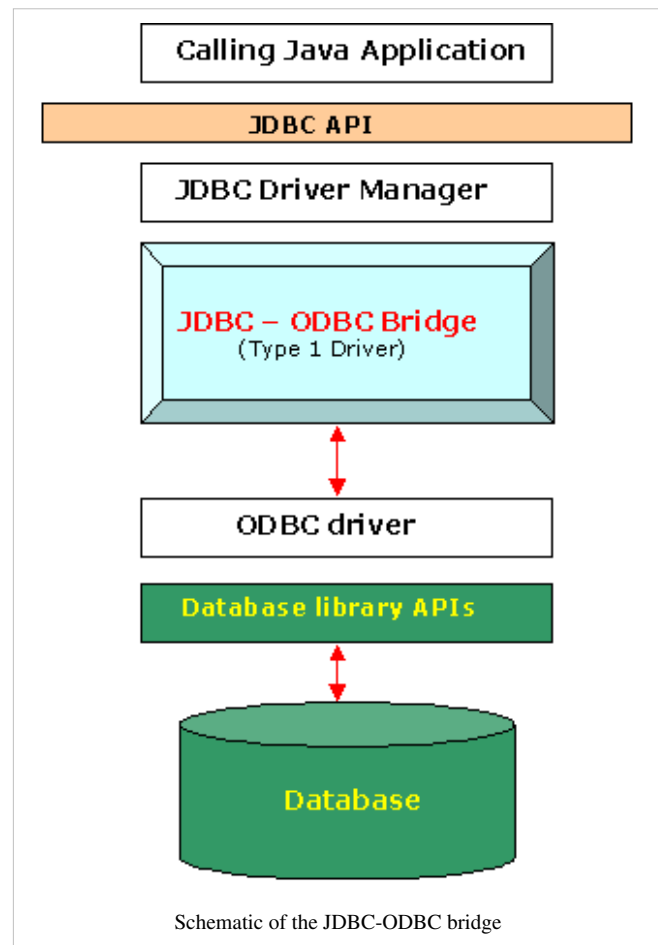 Calling Java Application
JDBC API
JDBC Driver Manager
JDBC – ODBC Bridge
(Type 1 Driver)
ODBC driver
Database library APIs
Database
Schematic of the JDBC-ODBC bridge